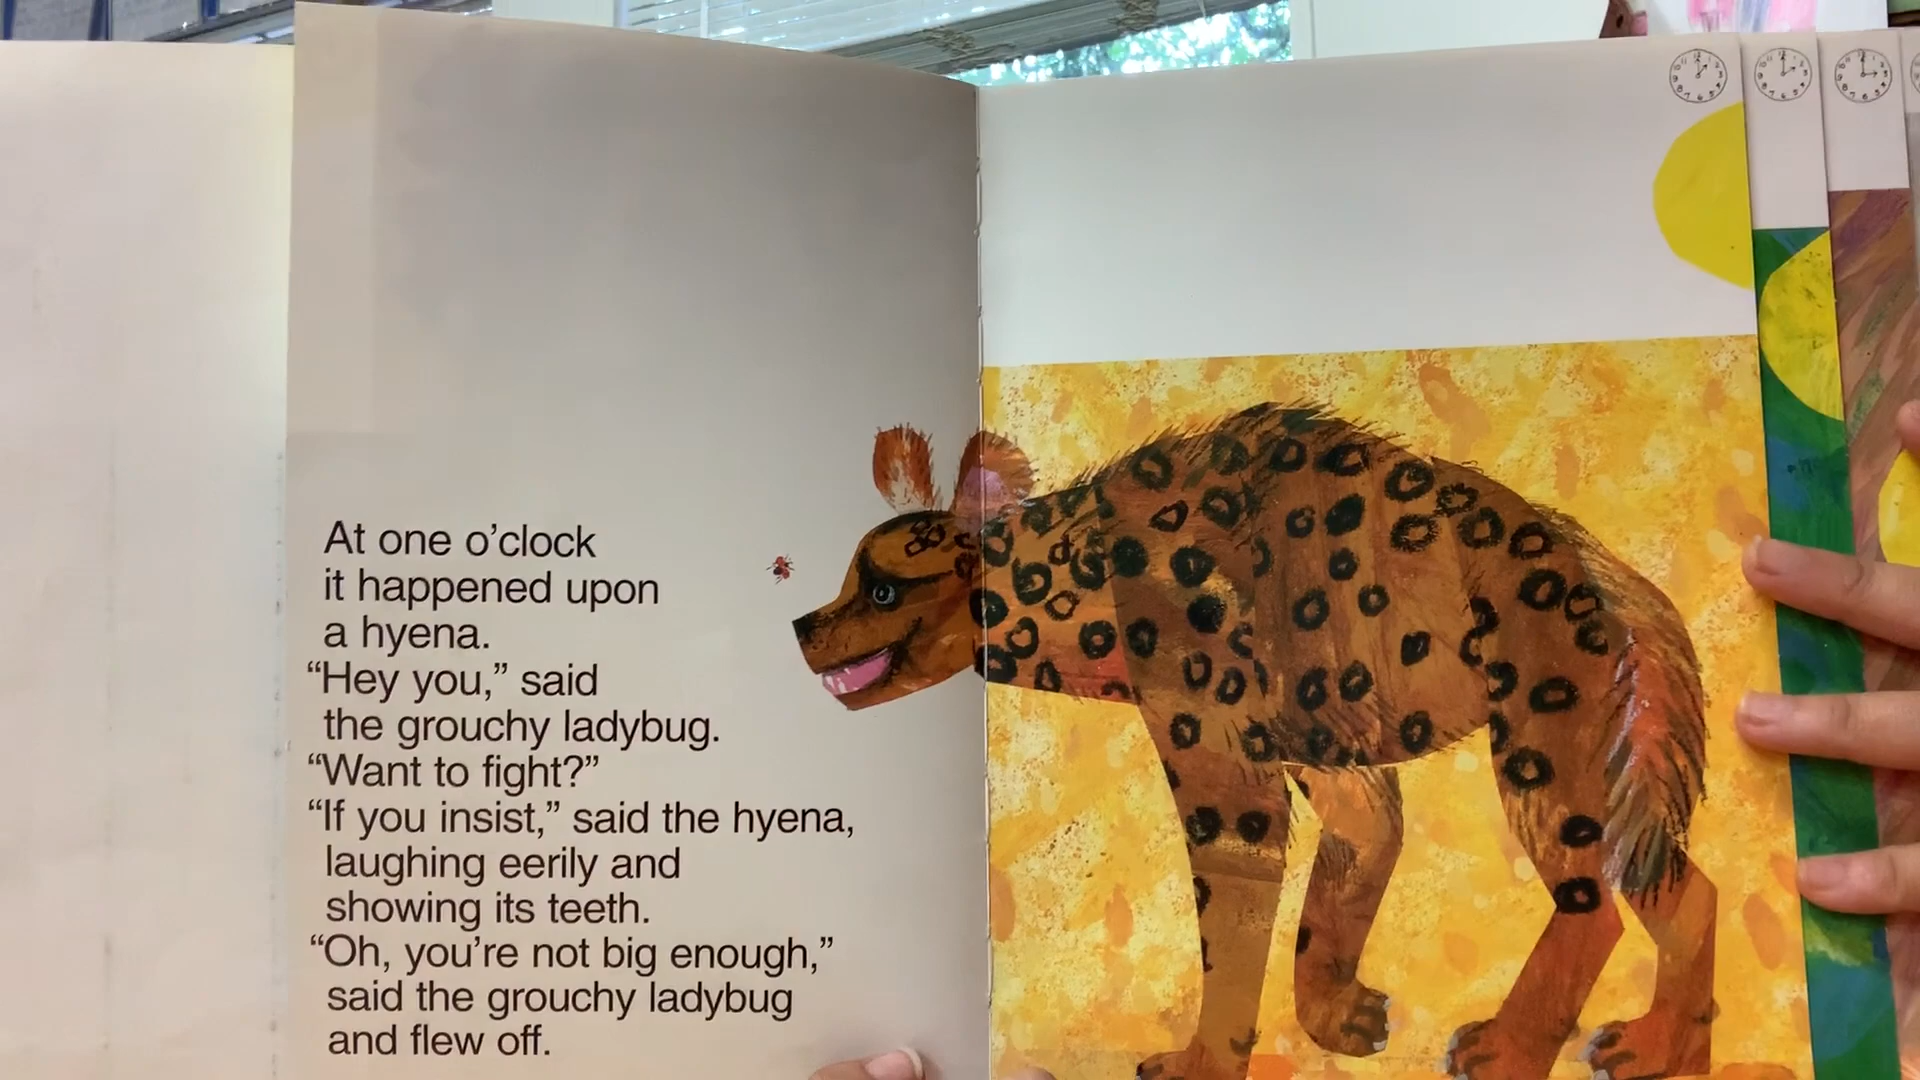 At one o’clock
it happened upon
a hyena.
“Hey you,” said
the grouchy ladybug.
“Want to fight?”
“If you insist,” said the hyena,
laughing eerily and
showing its teeth.
“Oh, you’re not big enough,”
said the grouchy ladybug
and flew off.